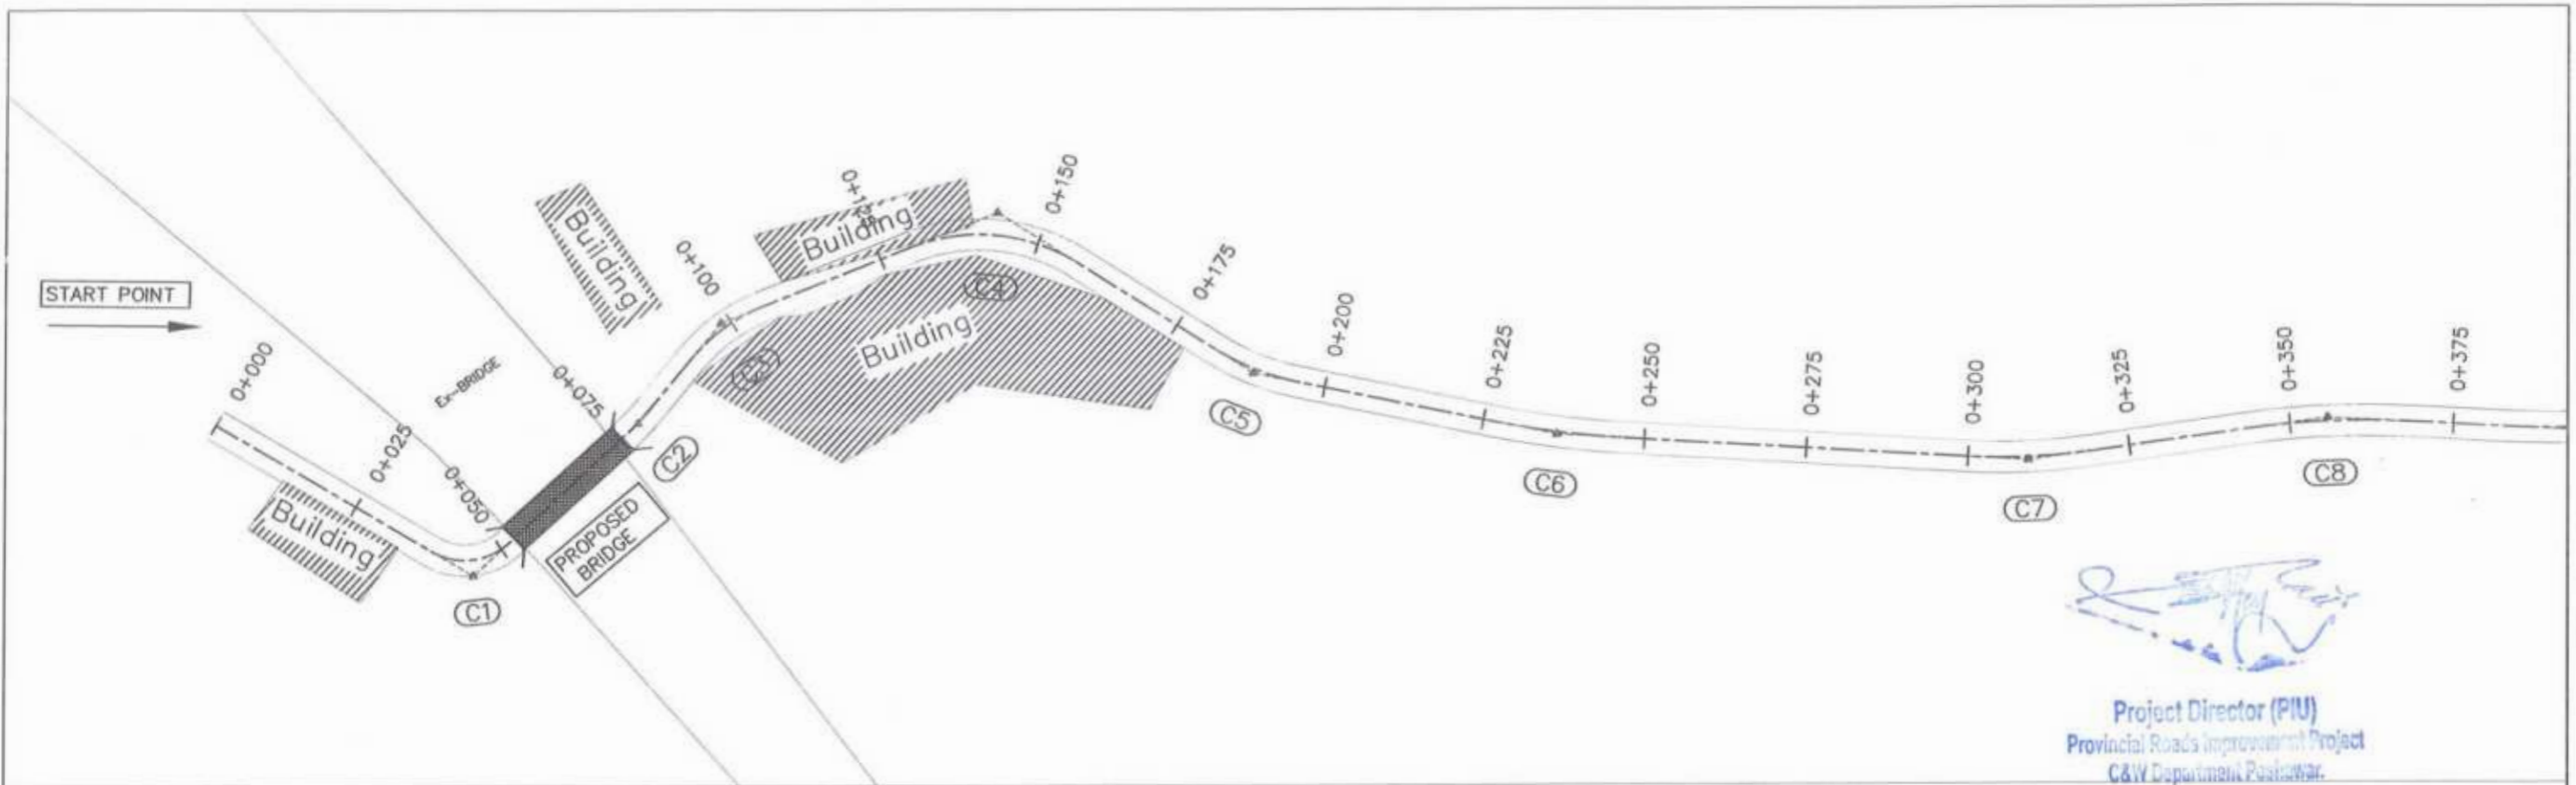 START POINT
0+000
0+025
0+050
Ex-BRIDGE
0+075
0+100
0+125
0+150
0+175
0+200
0+225
0+250
0+275
0+300
0+325
0+350
0+375
Building
Building
Building
Building
PROPOSED
BRIDGE
C1
C2
C3
C4
C5
C6
C7
C8
Project Director (PIU)
Provincial Roads Improvement Project
C&W Department Peshawar.